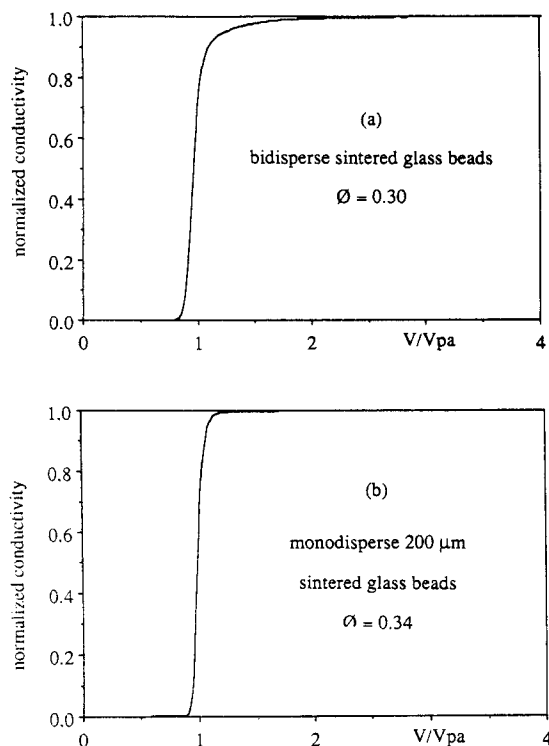 1.0
0.8
0.6
0.4
0.2
0.0
normalized conductivity
(a)
bidisperse sintered glass beads
Ø = 0.30
0 1 2 V/Vpa 4
1.0
0.8
0.6
0.4
0.2
0.0
normalized conductivity
(b)
monodisperse 200 µm
sintered glass beads
Ø = 0.34
0 1 2 V/Vpa 4